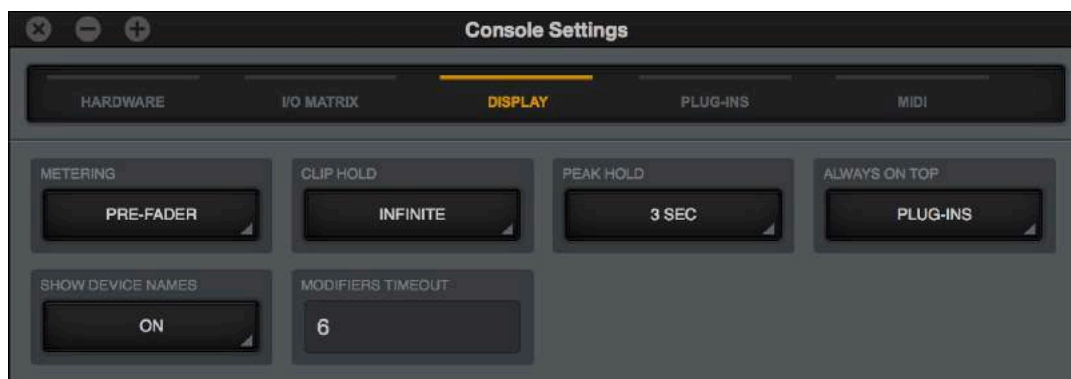 Console Settings
HARDWARE I/O MATRIX DISPLAY PLUG-INS MIDI
METERING CLIP HOLD PEAK HOLD ALWAYS ON TOP
PRE-FADER INFINITE 3 SEC PLUG-INS
SHOW DEVICE NAMES MODIFIERS TIMEOUT
ON 6